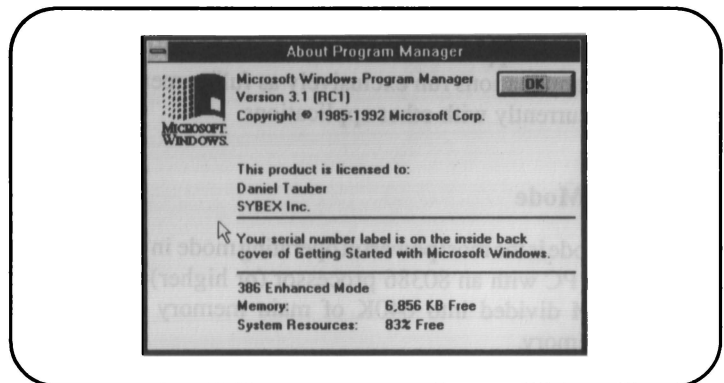 About Program Manager
Microsoft Windows Program Manager
Version 3.1 (RC1)
Copyright © 1985-1992 Microsoft Corp.
OK
MICROSOFT.
WINDOWS.
This product is licensed to:
Daniel Tauber
SYBEX Inc.
Your serial number label is on the inside back
cover of Getting Started with Microsoft Windows.
386 Enhanced Mode
Memory: 6,856 KB Free
System Resources: 83% Free